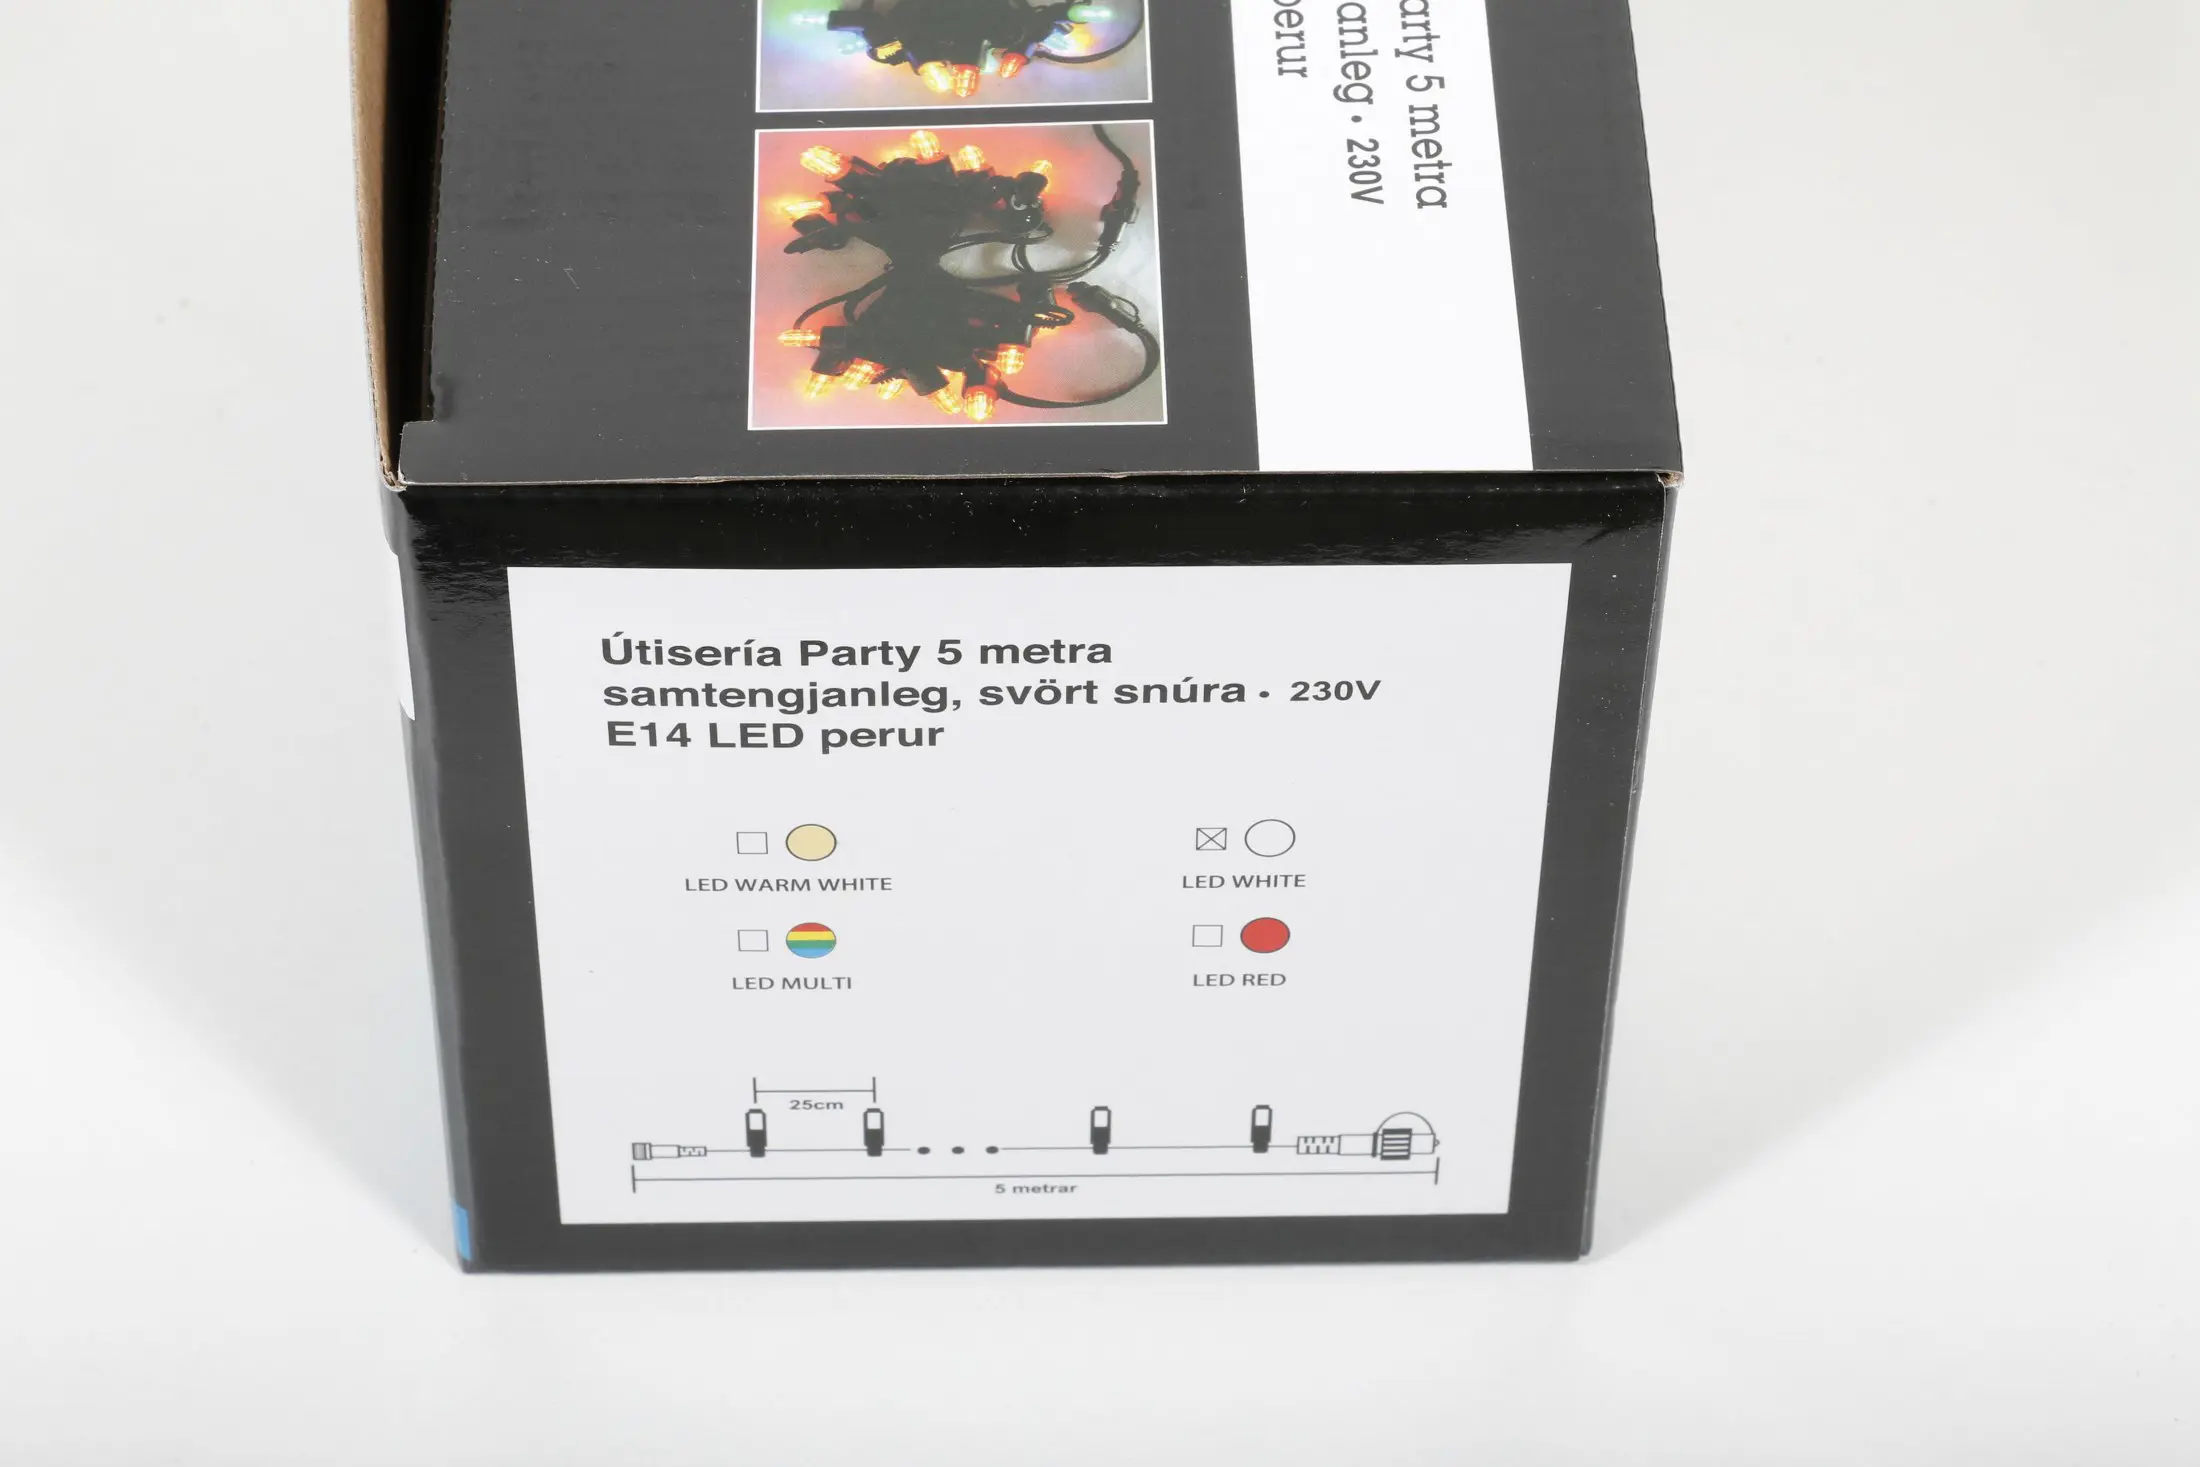 arty 5 metra
anleg • 230V
perur
Útisería Party 5 metra
samtengjanleg, svört snúra • 230V
E14 LED perur
LED WARM WHITE
LED WHITE
LED MULTI
LED RED
25cm
5 metrar